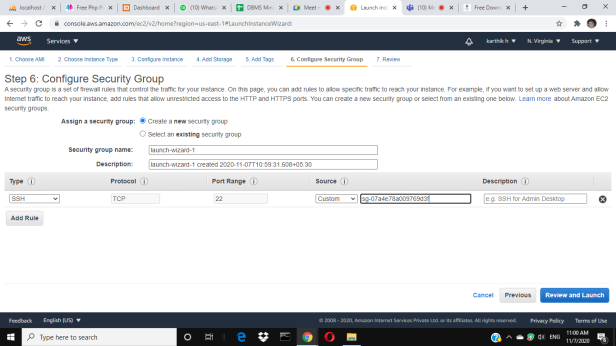 localhost /
Free Php P
Dashboard
(10) Whats
DBMS Min
Meet –
Launch ins
(10) M
Free Down
console.aws.amazon.com/ec2/v2/home?region=us-east-1#LaunchInstanceWizard:
aws
Services
karthik h
N. Virginia
Support
1. Choose AMI
2. Choose Instance Type
3. Configure Instance
4. Add Storage
5. Add Tags
6. Configure Security Group
7. Review
Step 6: Configure Security Group
A security group is a set of firewall rules that control the traffic for your instance. On this page, you can add rules to allow specific traffic to reach your instance. For example, if you want to set up a web server and allow
Internet traffic to reach your instance, add rules that allow unrestricted access to the HTTP and HTTPS ports. You can create a new security group or select from an existing one below. Learn more about Amazon EC2
security groups.
Assign a security group: Create a new security group
Select an existing security group
Security group name: launch-wizard-1
Description: launch-wizard-1 created 2020-11-07T10:59:31.608+05:30
Type
Protocol
Port Range
Source
Description
SSH
TCP
22
Custom
sg-07a4e78a009769d3f
e.g. SSH for Admin Desktop
Add Rule
Cancel
Previous
Review and Launch
Feedback
English (US)
© 2008 - 2020, Amazon Internet Services Private Ltd. or its affiliates. All rights reserved.
Privacy Policy
Terms of Use
Type here to search
ENG
11:00 AM
11/7/2020